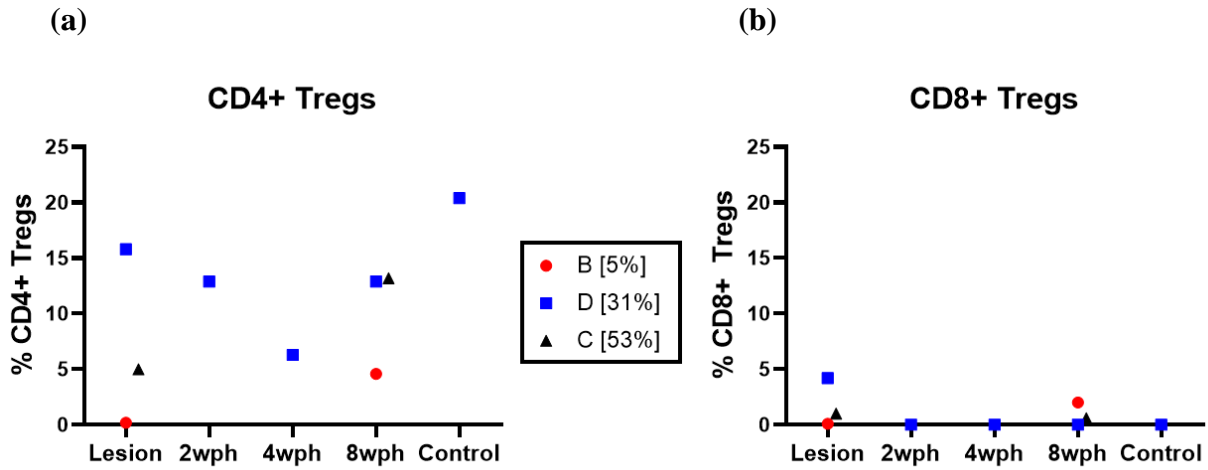 (a)
CD4+ Tregs
% CD4+ Tregs
25
20
15
10
5
0
Lesion 2wph 4wph 8wph Control
B [5%]
D [31%]
C [53%]
(b)
CD8+ Tregs
% CD8+ Tregs
25
20
15
10
5
0
Lesion 2wph 4wph 8wph Control